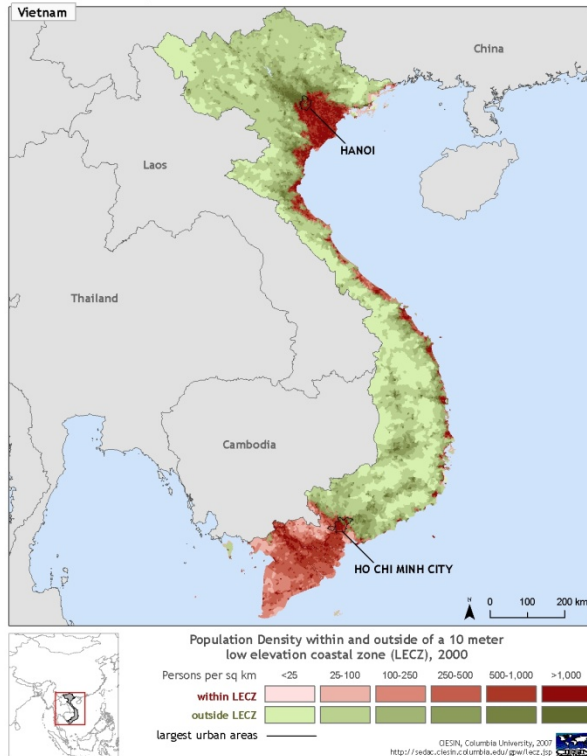 Vietnam
China
HANOI
Laos
Thailand
Cambodia
HO CHI MINH CITY
N
0 100 200 km
Population Density within and outside of a 10 meter
low elevation coastal zone (LECZ), 2000
Persons per sq km <25 25-100 100-250 250-500 500-1,000 >1,000
within LECZ
outside LECZ
largest urban areas
CIESIN, Columbia University, 2007
http://sedac.ciesin.columbia.edu/gpw/lecz.jsp